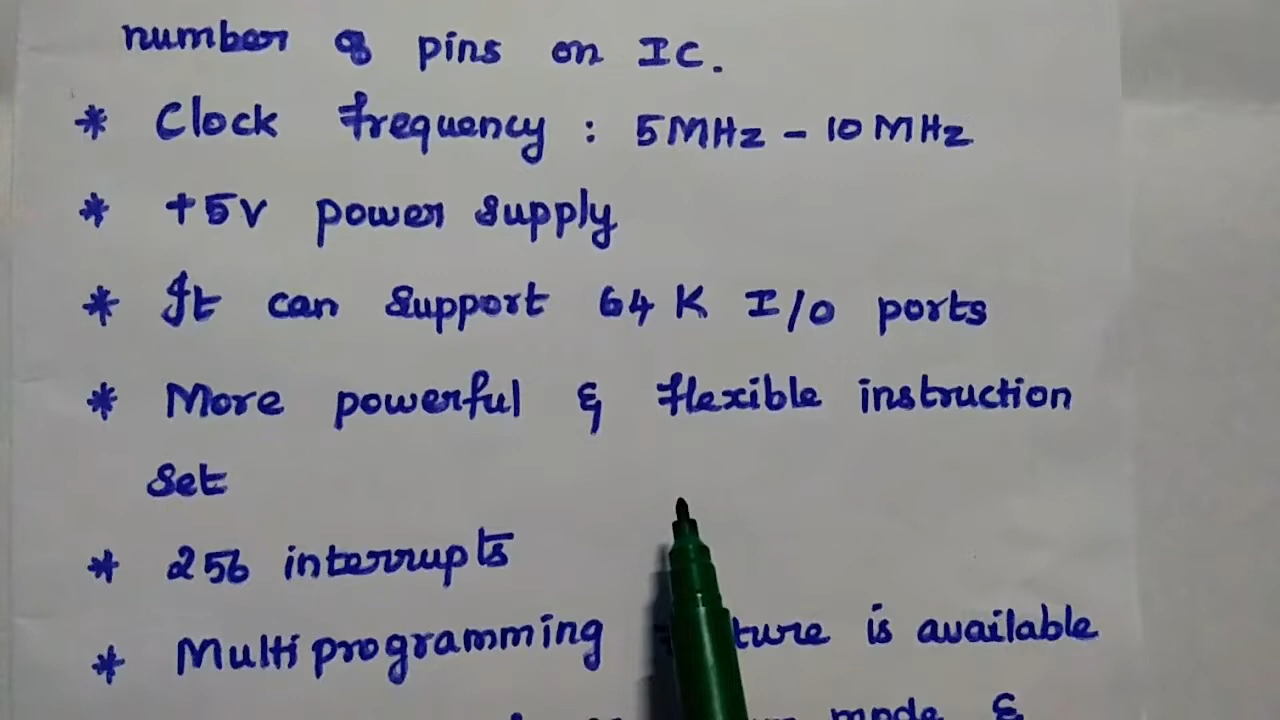 number of pins on IC.
* Clock frequency : 5MHz - 10MHz
* +5V power supply
* It can support 64 K I/O ports
* More powerful & flexible instruction
set
* 256 interrupts
* Multiprogramming is available
mode &